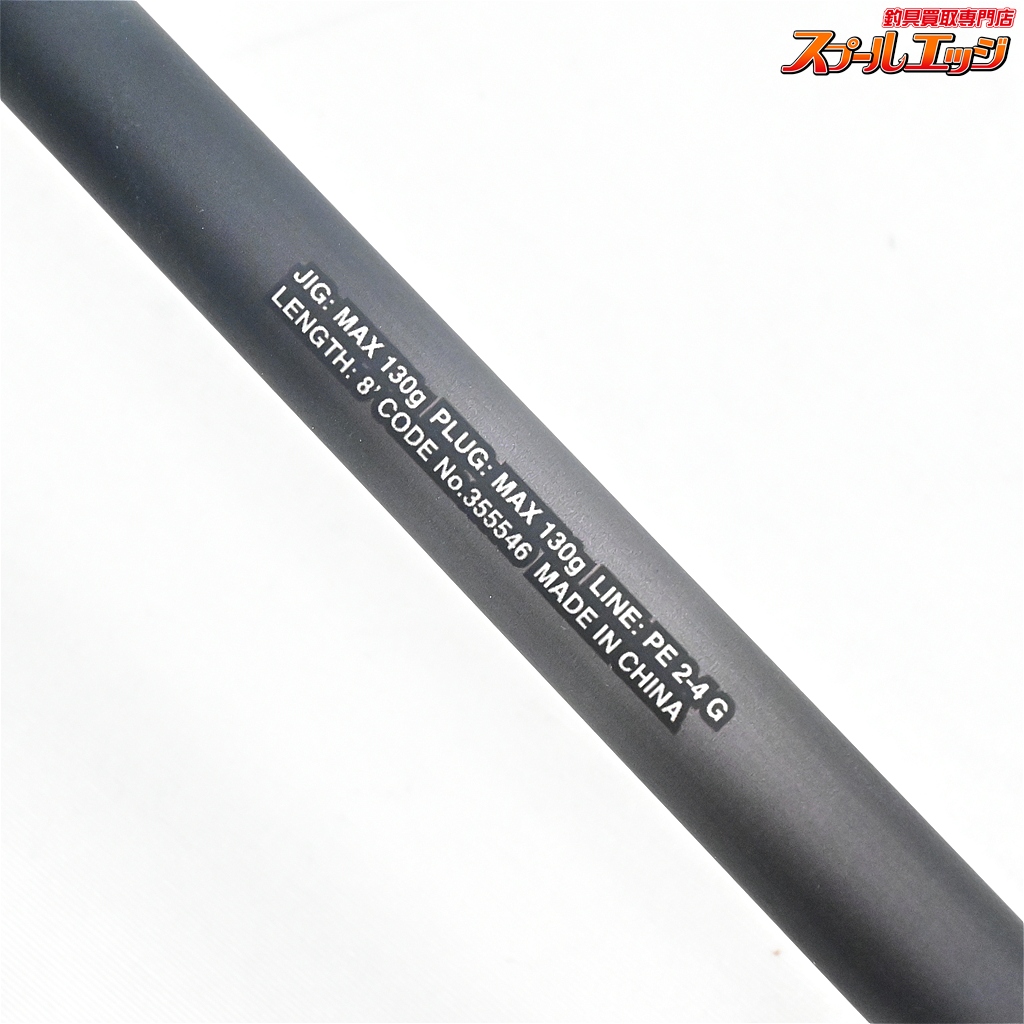 釣具買取専門店
スプールエッジ
JIG: MAX 130g | PLUG: MAX 130g | LINE: PE 2-4 G
LENGTH: 8' CODE No.355546 | MADE IN CHINA